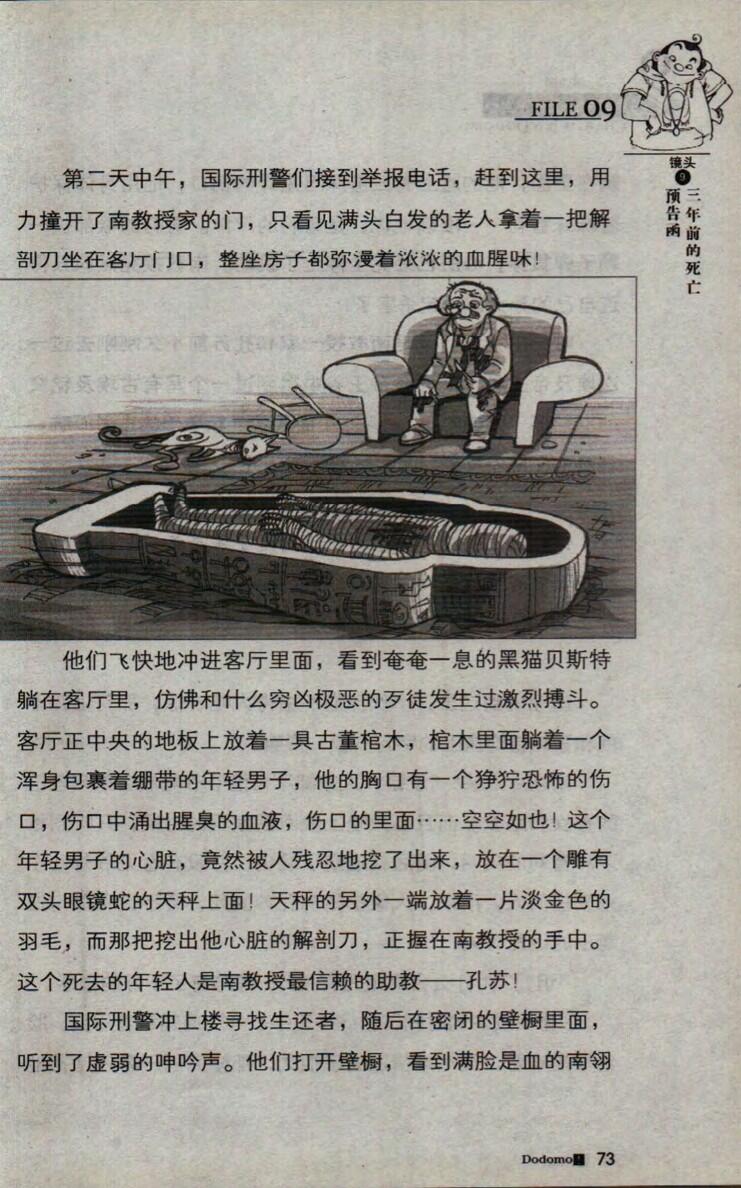 FILE 09
镜头
9
三年前的死亡
预告函
第二天中午，国际刑警们接到举报电话，赶到这里，用
力撞开了南教授家的门，只看见满头白发的老人拿着一把解
剖刀坐在客厅门口，整座房子都弥漫着浓浓的血腥味！
他们飞快地冲进客厅里面，看到奄奄一息的黑猫贝斯特
躺在客厅里，仿佛和什么穷凶极恶的歹徒发生过激烈搏斗。
客厅正中央的地板上放着一具古董棺木，棺木里面躺着一个
浑身包裹着绷带的年轻男子，他的胸口有一个狰狞恐怖的伤
口，伤口中涌出腥臭的血液，伤口的里面……空空如也！这个
年轻男子的心脏，竟然被人残忍地挖了出来，放在一个雕有
双头眼镜蛇的天秤上面！天秤的另外一端放着一片淡金色的
羽毛，而那把挖出他心脏的解剖刀，正握在南教授的手中。
这个死去的年轻人是南教授最信赖的助教——孔苏！
国际刑警冲上楼寻找生还者，随后在密闭的壁橱里面，
听到了虚弱的呻吟声。他们打开壁橱，看到满脸是血的南翎
Dodomo 73